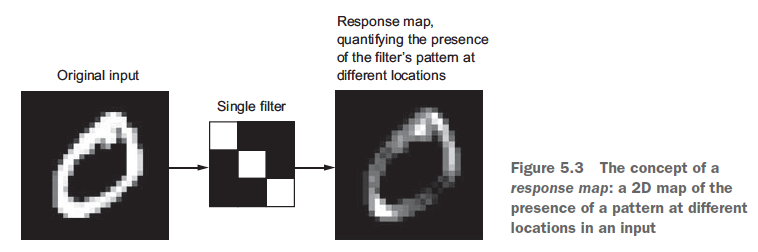 Original input
Single filter
Response map,
quantifying the presence
of the filter's pattern at
different locations
Figure 5.3 The concept of a
response map: a 2D map of the
presence of a pattern at different
locations in an input